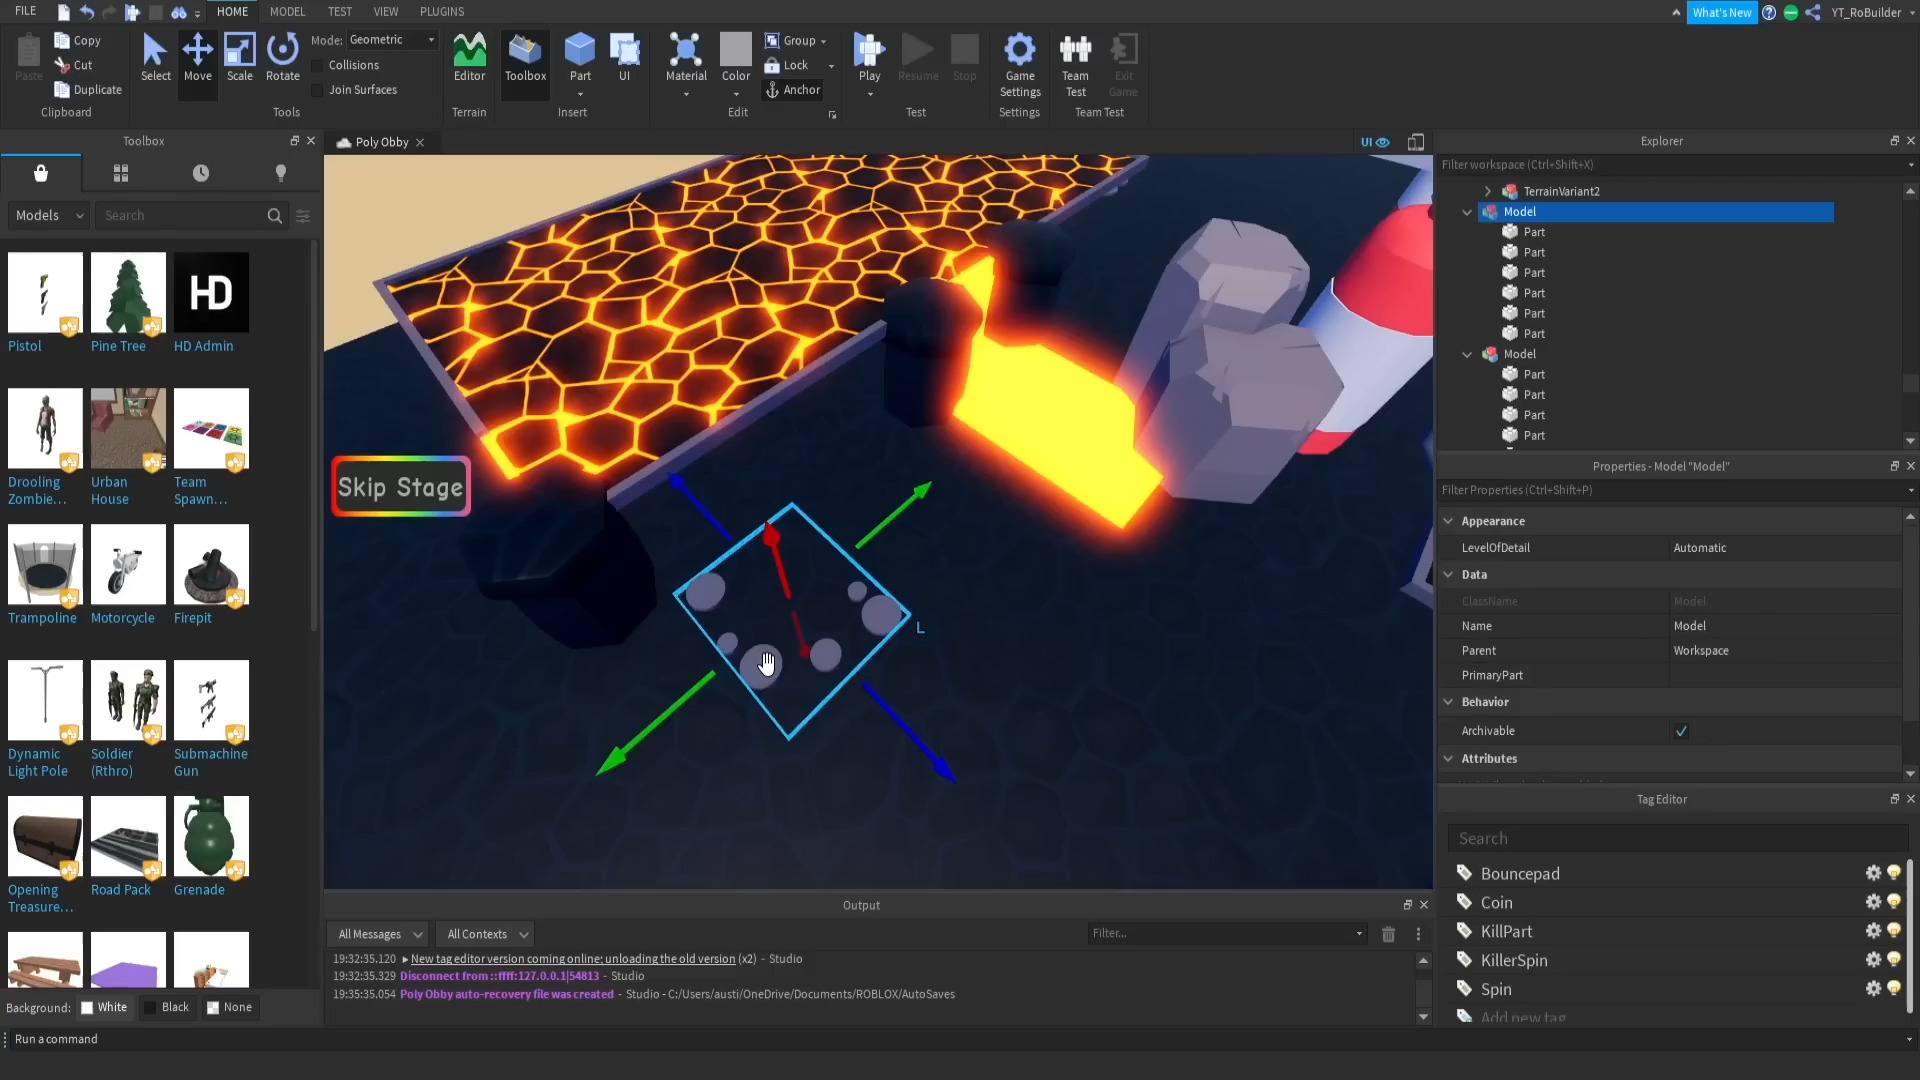 FILE
HOME
MODEL
TEST
VIEW
PLUGINS
What's New
YT_RoBuilder
Paste
Copy
Cut
Duplicate
Clipboard
Select
Move
Scale
Rotate
Mode:
Geometric
Collisions
Join Surfaces
Tools
Editor
Terrain
Toolbox
Part
UI
Insert
Material
Color
Group
Lock
Anchor
Edit
Play
Resume
Stop
Test
Game
Settings
Settings
Team
Test
Exit
Game
Team Test
Toolbox
Models
Search
Pistol
Pine Tree
HD
HD Admin
Drooling
Zombie...
Urban
House
Team
Spawn...
Trampoline
Motorcycle
Firepit
Dynamic
Light Pole
Soldier
(Rthro)
Submachine
Gun
Opening
Treasure...
Road Pack
Grenade
Background:
White
Black
None
Run a command
Poly Obby
UI
Skip Stage
L
Output
All Messages
All Contexts
Filter...
19:32:35.120 ▸ New tag editor version coming online; unloading the old version (x2) - Studio
19:32:35.329 Disconnect from ::ffff:127.0.0.1|54813 - Studio
19:35:35.054 Poly Obby auto-recovery file was created - Studio - C:/Users/austi/OneDrive/Documents/ROBLOX/AutoSaves
Explorer
Filter workspace (Ctrl+Shift+X)
TerrainVariant2
Model
Part
Part
Part
Part
Part
Part
Model
Part
Part
Part
Part
Properties - Model "Model"
Filter Properties (Ctrl+Shift+P)
Appearance
LevelOfDetail
Automatic
Data
ClassName
Model
Name
Model
Parent
Workspace
PrimaryPart
Behavior
Archivable
Attributes
Tag Editor
Search
Bouncepad
Coin
KillPart
KillerSpin
Spin
Add new tag